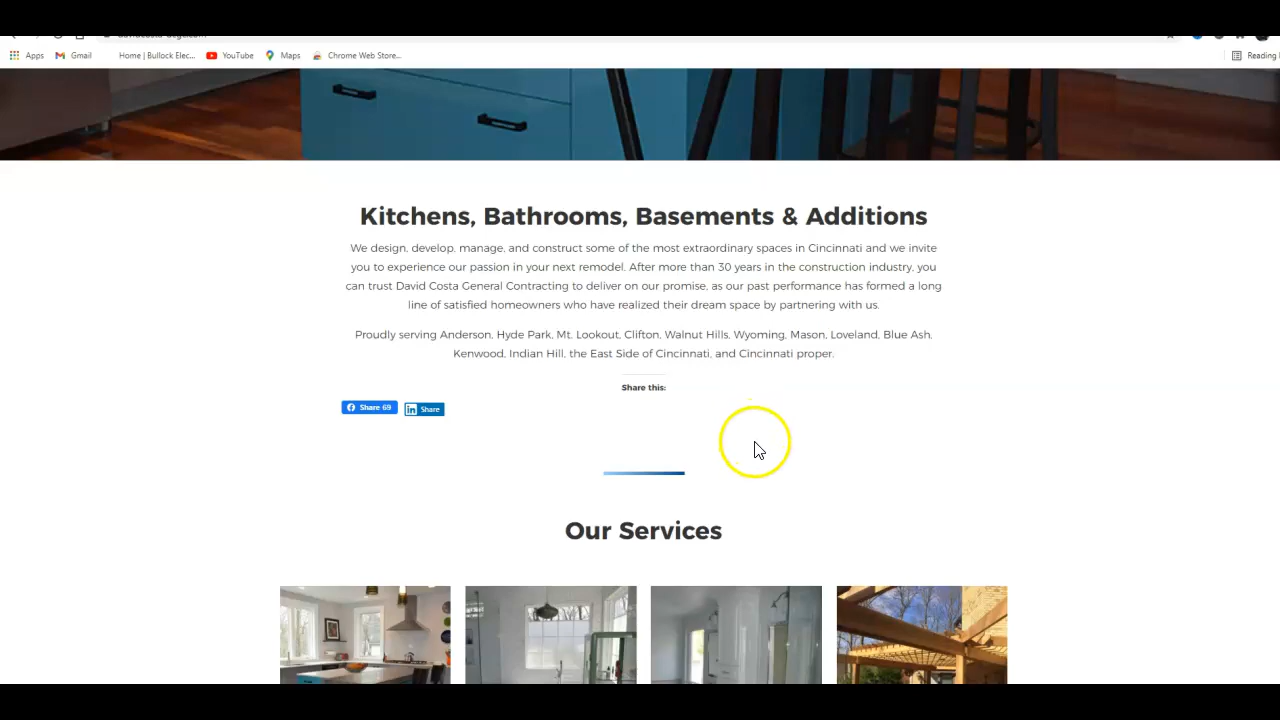 Apps Gmail Home | Bullock Elec... YouTube Maps Chrome Web Store... Reading
Kitchens, Bathrooms, Basements & Additions
We design, develop, manage, and construct some of the most extraordinary spaces in Cincinnati and we invite
you to experience our passion in your next remodel. After more than 30 years in the construction industry, you
can trust David Costa General Contracting to deliver on our promise, as our past performance has formed a long
line of satisfied homeowners who have realized their dream space by partnering with us.
Proudly serving Anderson, Hyde Park, Mt. Lookout, Clifton, Walnut Hills, Wyoming, Mason, Loveland, Blue Ash,
Kenwood, Indian Hill, the East Side of Cincinnati, and Cincinnati proper.
Share this:
Share 69
in Share
Our Services